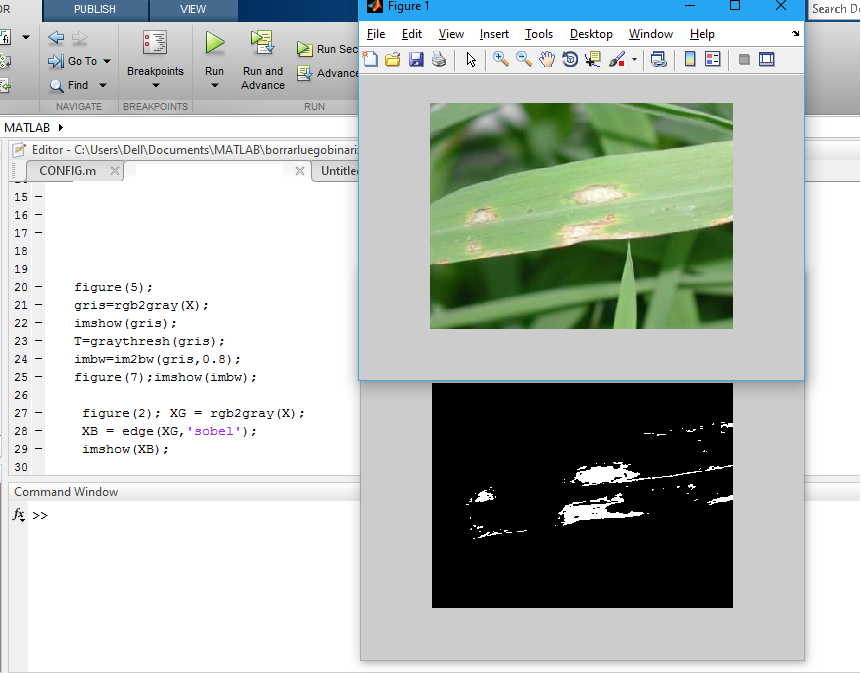 OR
PUBLISH
VIEW
Figure 1
Search Do
File Edit View Insert Tools Desktop Window Help
fi
Go To
Find
Breakpoints
Run
Run and
Advance
Run Sec
Advance
NAVIGATE
BREAKPOINTS
RUN
MATLAB
Editor - C:\Users\Dell\Documents\MATLAB\borrarluegobinari
CONFIG.m
Untitle
15 –
16 –
17 –
18
19
20 – figure(5);
21 – gris=rgb2gray(X);
22 – imshow(gris);
23 – T=graythresh(gris);
24 – imbw=im2bw(gris,0.8);
25 – figure(7);imshow(imbw);
26
27 – figure(2); XG = rgb2gray(X);
28 – XB = edge(XG,'sobel');
29 – imshow(XB);
30
Command Window
fx >>